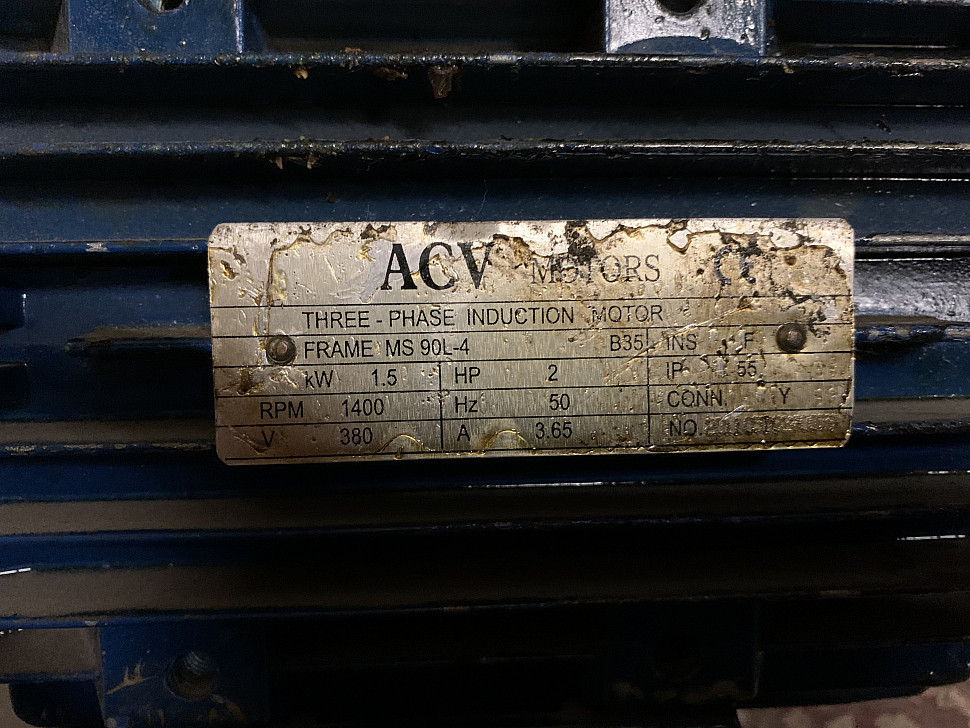 ACV MOTORS CE
THREE - PHASE INDUCTION MOTOR
FRAME MS 90L-4 B35 INS F
kW 1.5 HP 2 IP 55
RPM 1400 Hz 50 CONN Y
V 380 A 3.65 NO.